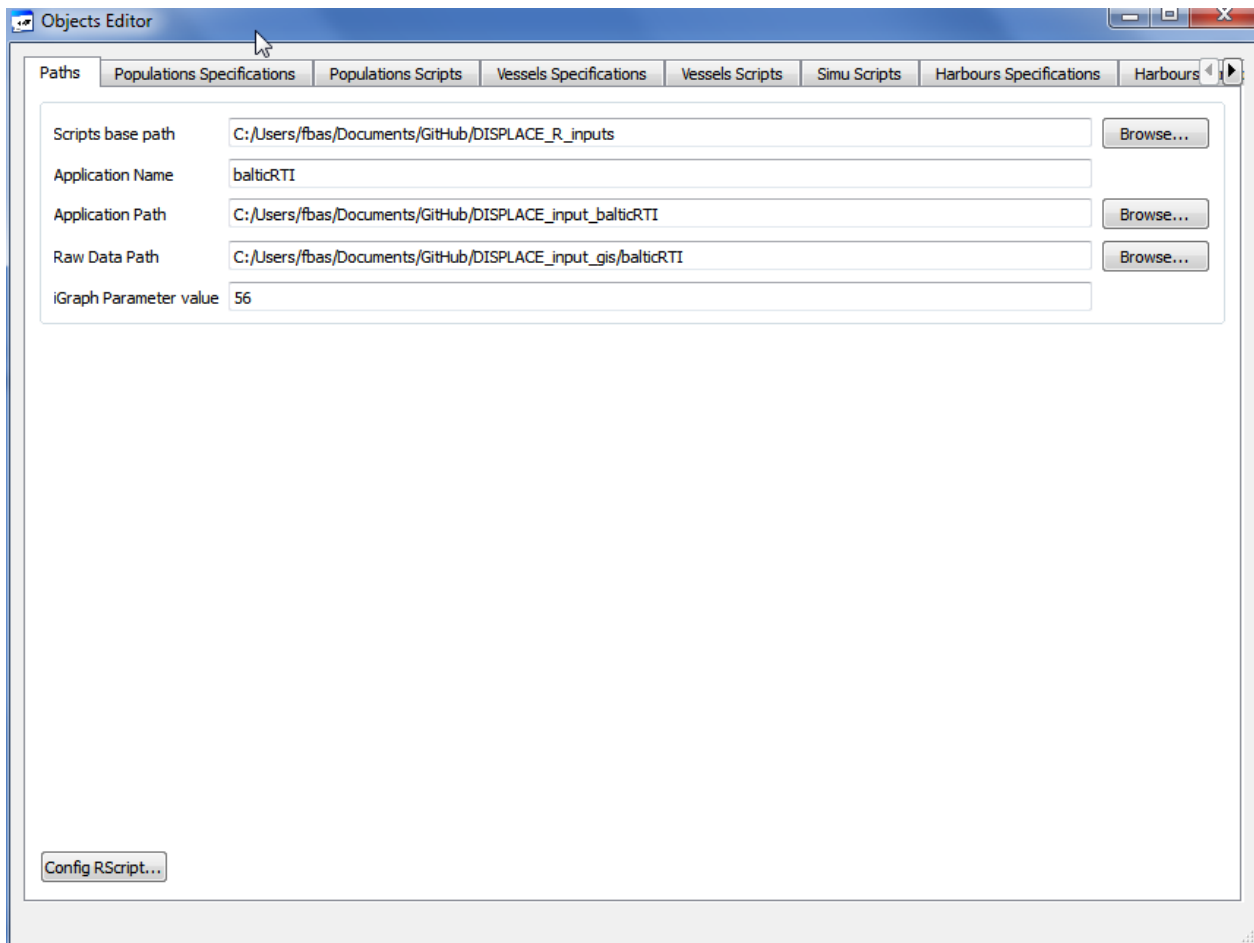 Objects Editor
Paths Populations Specifications Populations Scripts Vessels Specifications Vessels Scripts Simu Scripts Harbours Specifications Harbours
Scripts base path C:/Users/fbas/Documents/GitHub/DISPLACE_R_inputs Browse...
Application Name balticRTI
Application Path C:/Users/fbas/Documents/GitHub/DISPLACE_input_balticRTI Browse...
Raw Data Path C:/Users/fbas/Documents/GitHub/DISPLACE_input_gis/balticRTI Browse...
iGraph Parameter value 56
Config RScript...